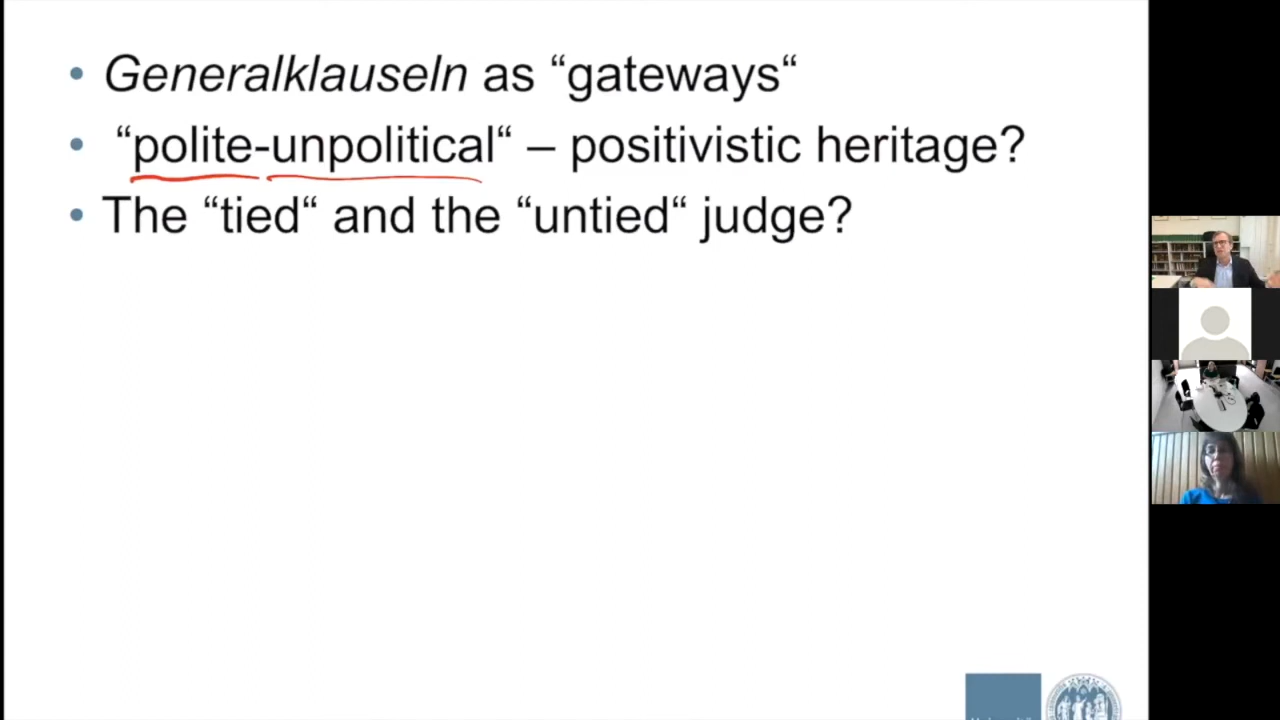 • Generalklauseln as “gateways“
• “polite-unpolitical“ – positivistic heritage?
• The “tied“ and the “untied“ judge?